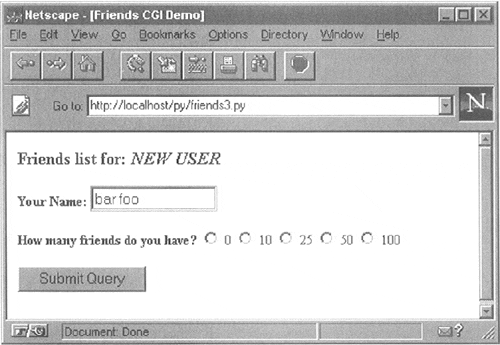 Netscape - [Friends CGI Demo]
File Edit View Go Bookmarks Options Directory Window Help
Go to: http://localhost/py/friends3.py
N
Friends list for: NEW USER
Your Name: bar foo
How many friends do you have? 0 10 25 50 100
Submit Query
Document: Done
?